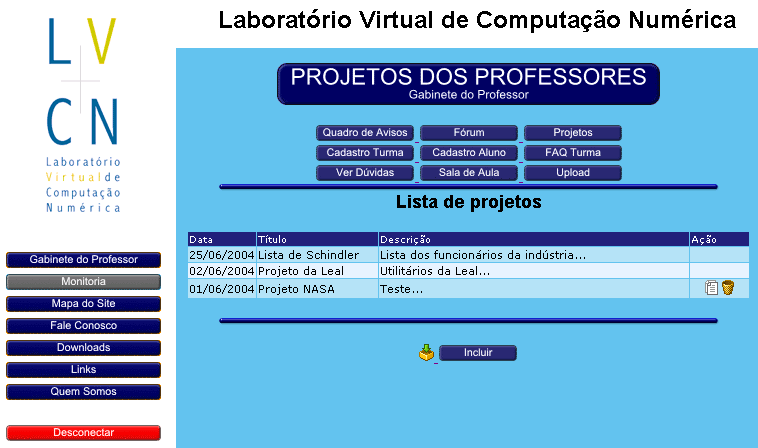 L V
C N
Laboratório
Virtual de
Computação
Numérica
Gabinete do Professor
Monitoria
Mapa do Site
Fale Conosco
Downloads
Links
Quem Somos
Desconectar
Laboratório Virtual de Computação Numérica
PROJETOS DOS PROFESSORES
Gabinete do Professor
Quadro de Avisos Fórum Projetos
Cadastro Turma Cadastro Aluno FAQ Turma
Ver Dúvidas Sala de Aula Upload
Lista de projetos
Data Título Descrição Ação
25/06/2004 Lista de Schindler Lista dos funcionários da indústria...
02/06/2004 Projeto da Leal Utilitários da Leal...
01/06/2004 Projeto NASA Teste...
Incluir